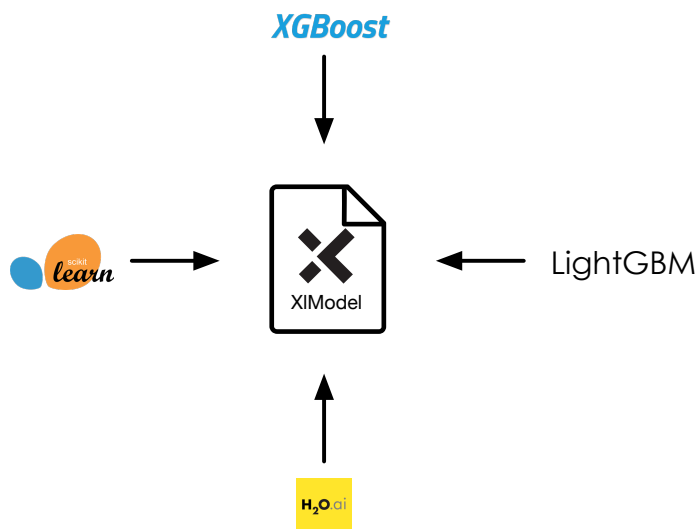 XGBoost
scikit
learn
XIModel
LightGBM
H₂O.ai